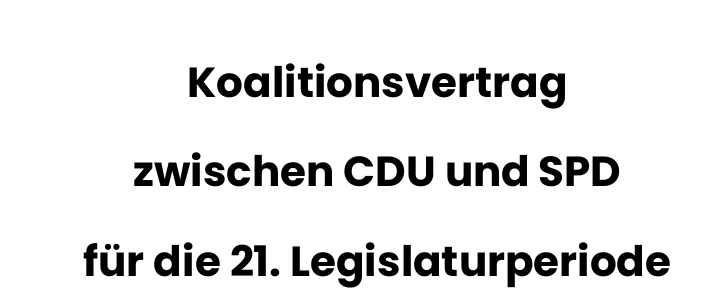 Koalitionsvertrag
zwischen CDU und SPD
für die 21. Legislaturperiode